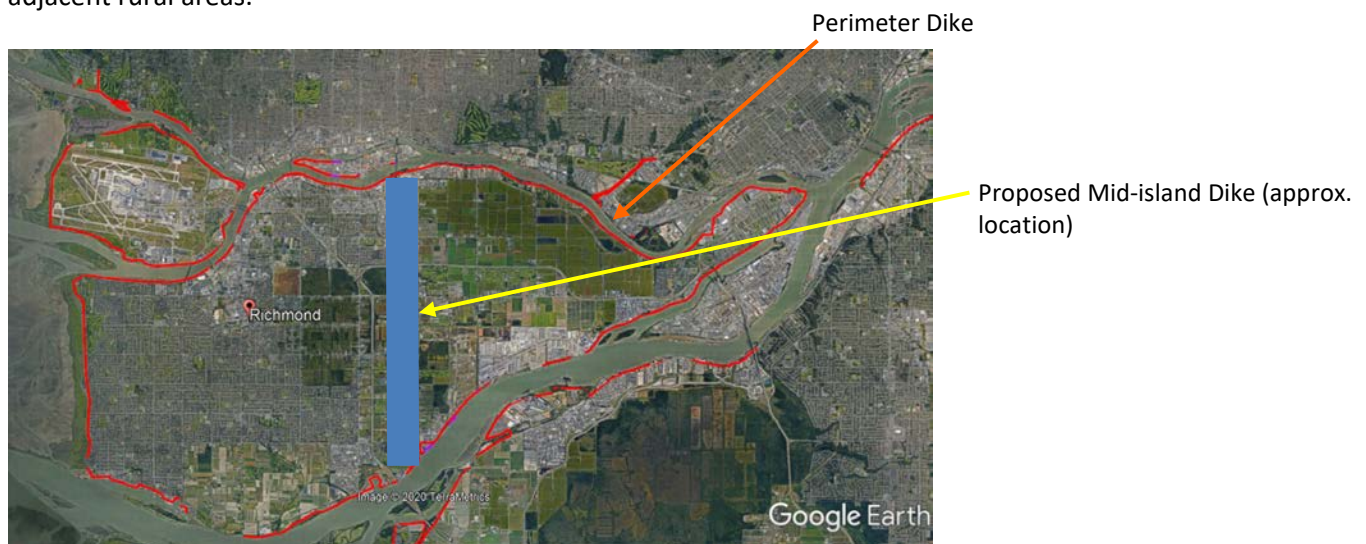 adjacent rural areas.
Perimeter Dike
Proposed Mid-island Dike (approx.
location)
Richmond
Image © 2020 TerraMetrics
Google Earth